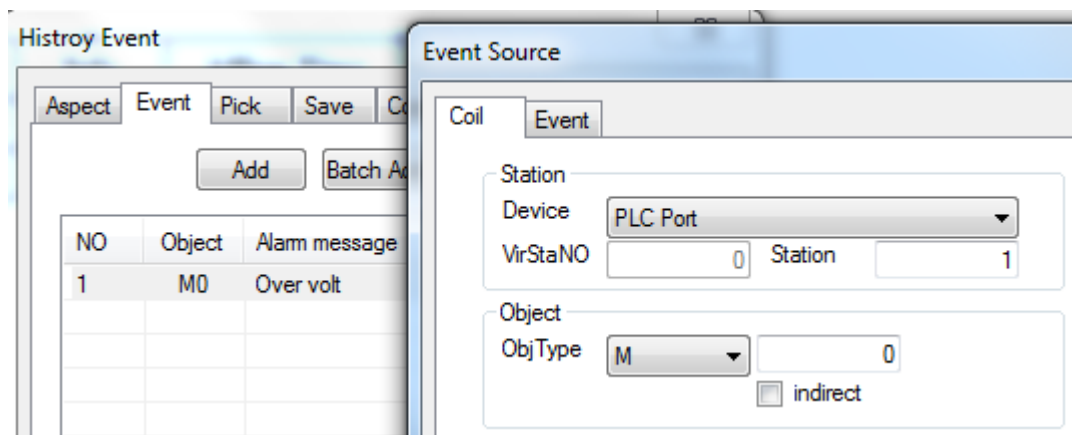 Histroy Event
Aspect Event Pick Save
Add Batch
NO Object Alarm message
1 M0 Over volt
Event Source
Coil Event
Station
Device PLC Port
VirStaNO 0 Station 1
Object
ObjType M 0
indirect